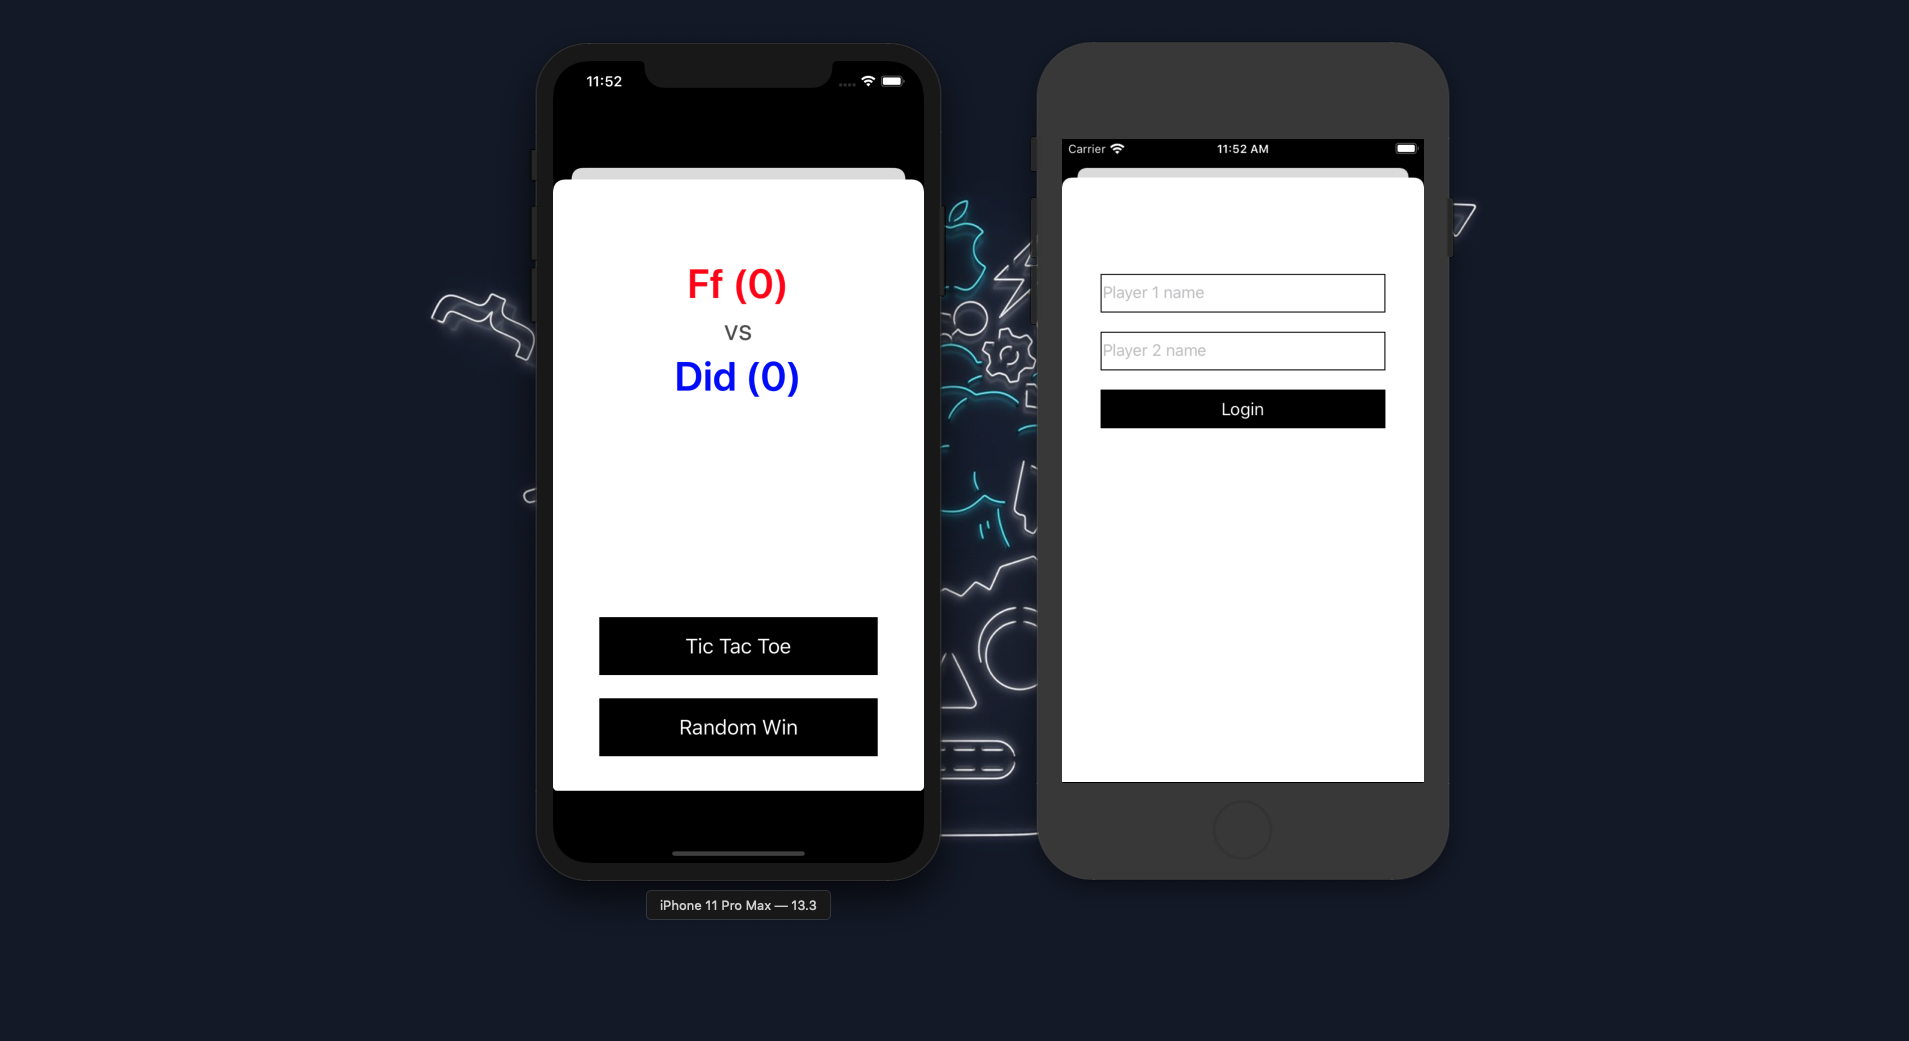 11:52
Ff (0)
VS
Did (0)
Tic Tac Toe
Random Win
iPhone 11 Pro Max — 13.3
Carrier
11:52 AM
Player 1 name
Player 2 name
Login